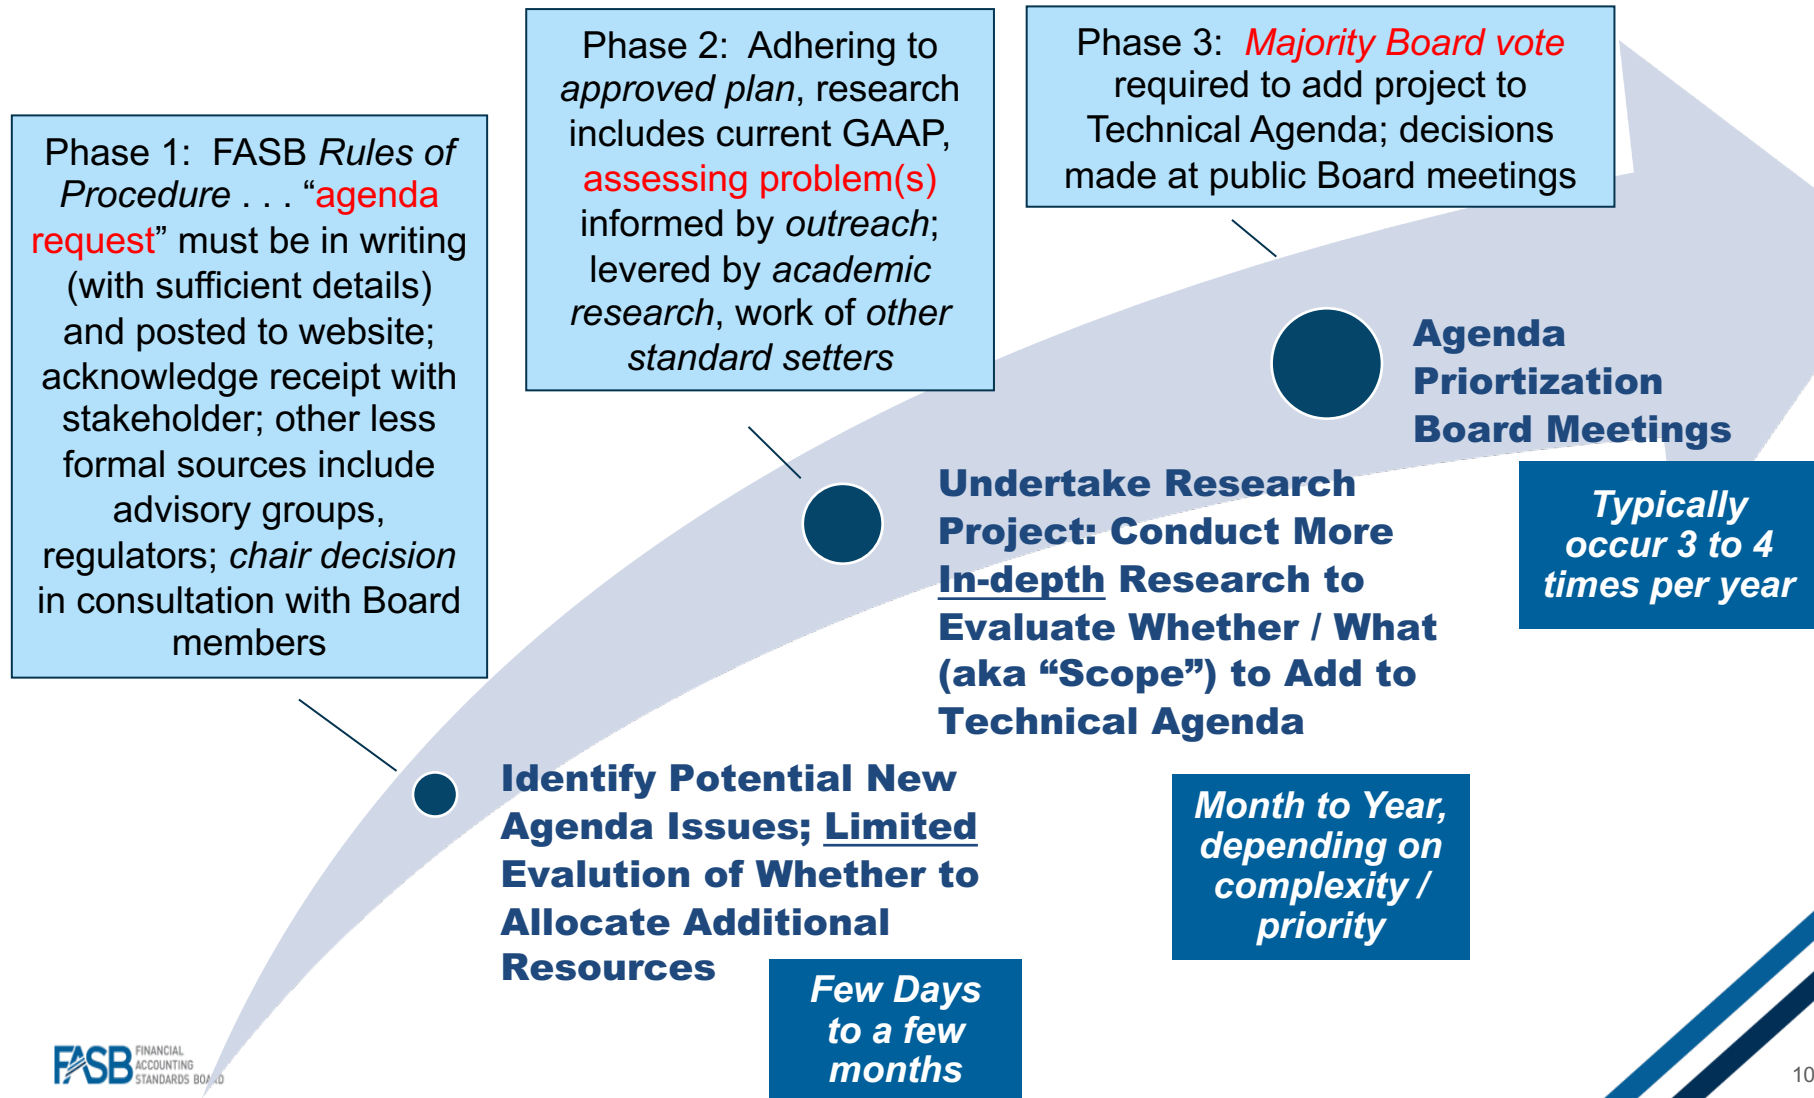 Phase 1:  FASB Rules of
Procedure . . . “agenda
request” must be in writing
(with sufficient details)
and posted to website;
acknowledge receipt with
stakeholder; other less
formal sources include
advisory groups,
regulators; chair decision
in consultation with Board
members
Phase 2:  Adhering to
approved plan, research
includes current GAAP,
assessing problem(s)
informed by outreach;
levered by academic
research, work of other
standard setters
Phase 3:  Majority Board vote
required to add project to
Technical Agenda; decisions
made at public Board meetings
Agenda
Priortization
Board Meetings
Typically
occur 3 to 4
times per year
Undertake Research
Project: Conduct More
In-depth Research to
Evaluate Whether / What
(aka “Scope”) to Add to
Technical Agenda
Month to Year,
depending on
complexity /
priority
Identify Potential New
Agenda Issues; Limited
Evalution of Whether to
Allocate Additional
Resources
Few Days
to a few
months
FASB
FINANCIAL
ACCOUNTING
STANDARDS BOARD
10